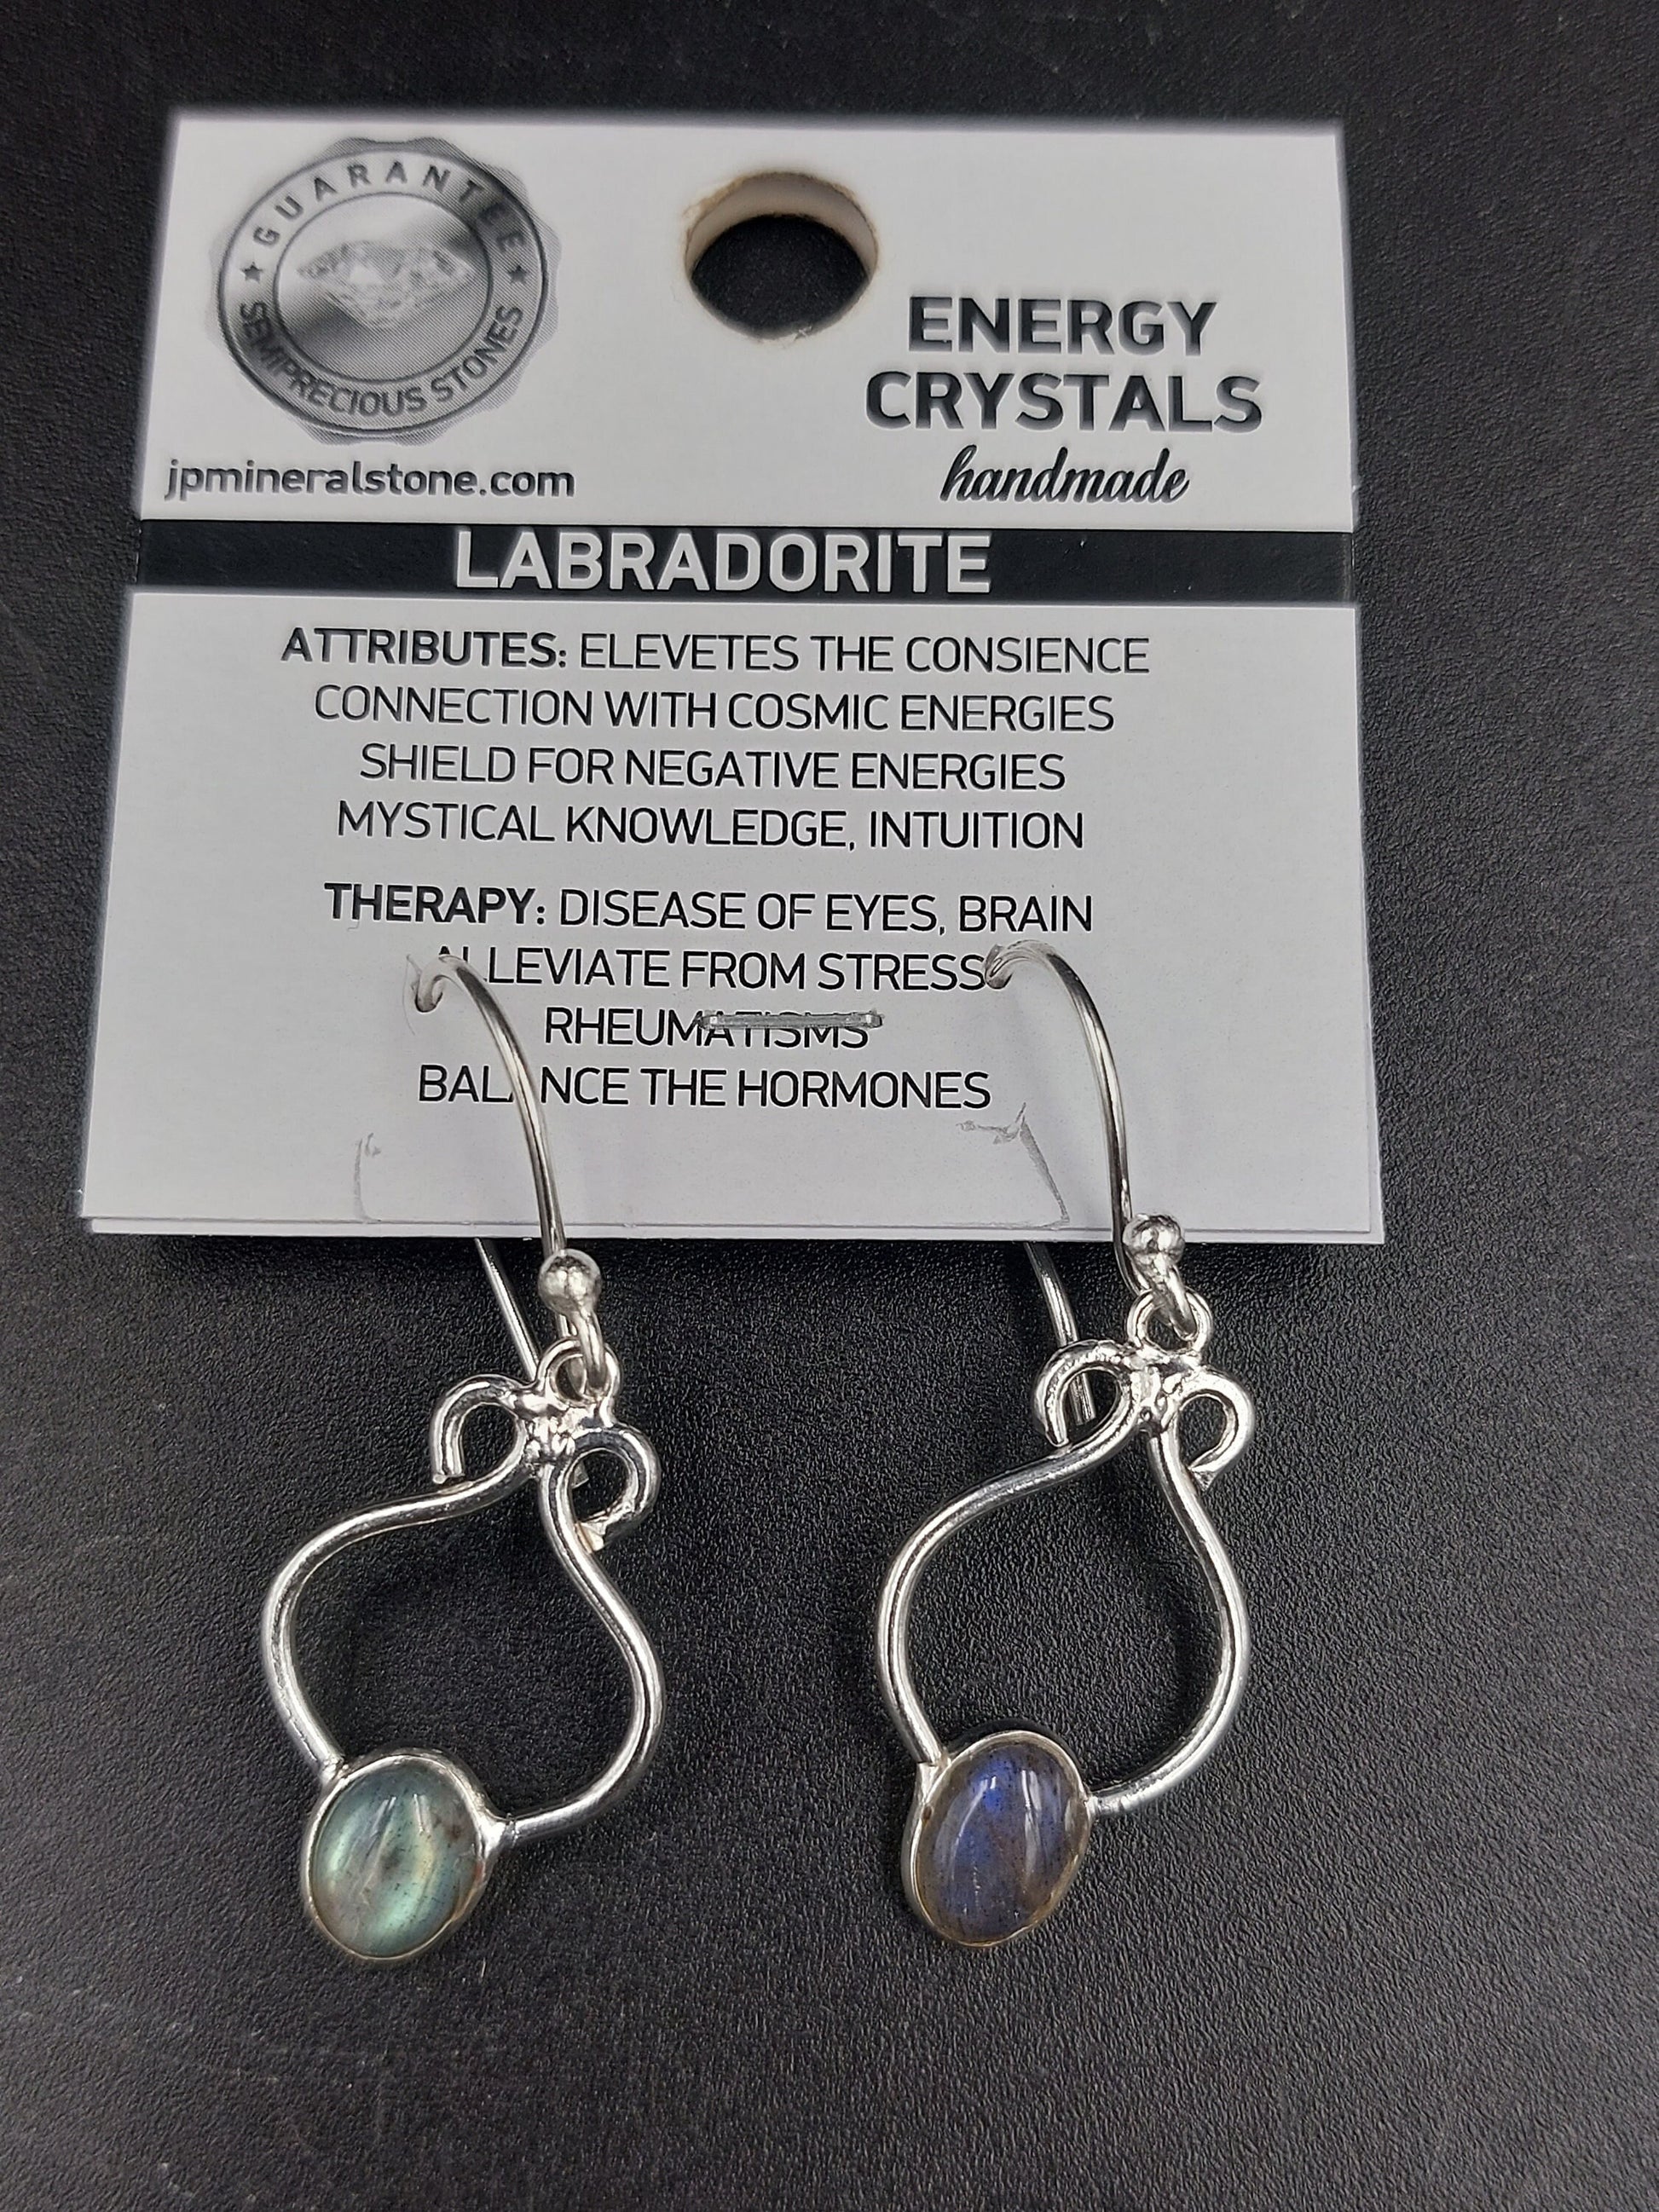 GUARANTEE
SEMIPRECIOUS STONES
jpmineralstone.com
ENERGY
CRYSTALS
handmade
LABRADORITE
ATTRIBUTES: ELEVETES THE CONSIENCE
CONNECTION WITH COSMIC ENERGIES
SHIELD FOR NEGATIVE ENERGIES
MYSTICAL KNOWLEDGE, INTUITION
THERAPY: DISEASE OF EYES, BRAIN
ALLEVIATE FROM STRESS
RHEUMATISMS
BALANCE THE HORMONES